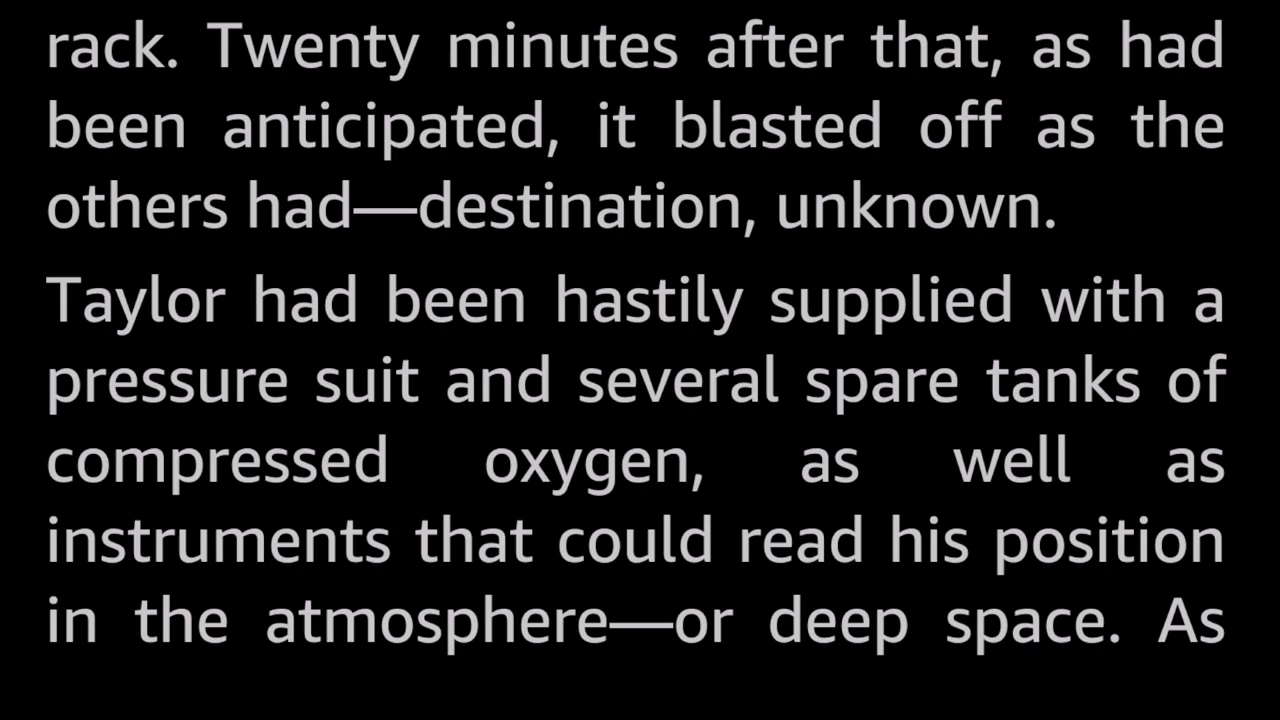 rack. Twenty minutes after that, as had
been anticipated, it blasted off as the
others had—destination, unknown.
Taylor had been hastily supplied with a
pressure suit and several spare tanks of
compressed oxygen, as well as
instruments that could read his position
in the atmosphere—or deep space. As